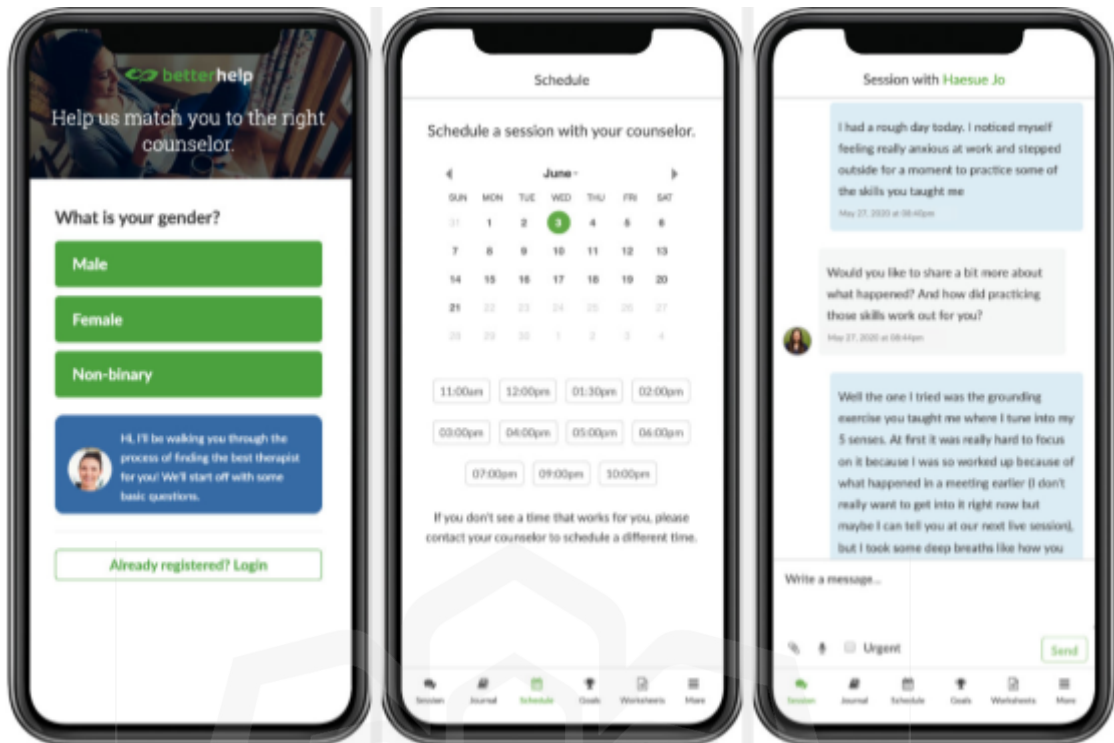 betterhelp
Help us match you to the right
counselor.
What is your gender?
Male
Female
Non-binary
Hi, I'll be walking you through the
process of finding the best therapist
for you! We'll start off with some
basic questions.
Already registered? Login
Schedule
Schedule a session with your counselor.
June
SUN MON TUE WED THU FRI SAT
31 1 2 3 4 5 6
7 8 9 10 11 12 13
14 15 16 17 18 19 20
21 22 23 24 25 26 27
28 29 30 1 2 3 4
11:00am 12:00pm 01:30pm 02:00pm
03:00pm 04:00pm 05:00pm 06:00pm
07:00pm 09:00pm 10:00pm
If you don't see a time that works for you, please
contact your counselor to schedule a different time.
Session Journal Schedule Goals Worksheets More
Session with Haesue Jo
I had a rough day today. I noticed myself
feeling really anxious at work and stepped
outside for a moment to practice some of
the skills you taught me
May 27, 2020 at 08:40pm
Would you like to share a bit more about
what happened? And how did practicing
those skills work out for you?
May 27, 2020 at 08:44pm
Well the one I tried was the grounding
exercise you taught me where I tune into my
5 senses. At first it was really hard to focus
on it because I was so worked up because of
what happened in a meeting earlier (I don't
really want to get into it right now but
maybe I can tell you at our next live session),
but I took some deep breaths like how you
Write a message...
Urgent
Send
Session Journal Schedule Goals Worksheets More